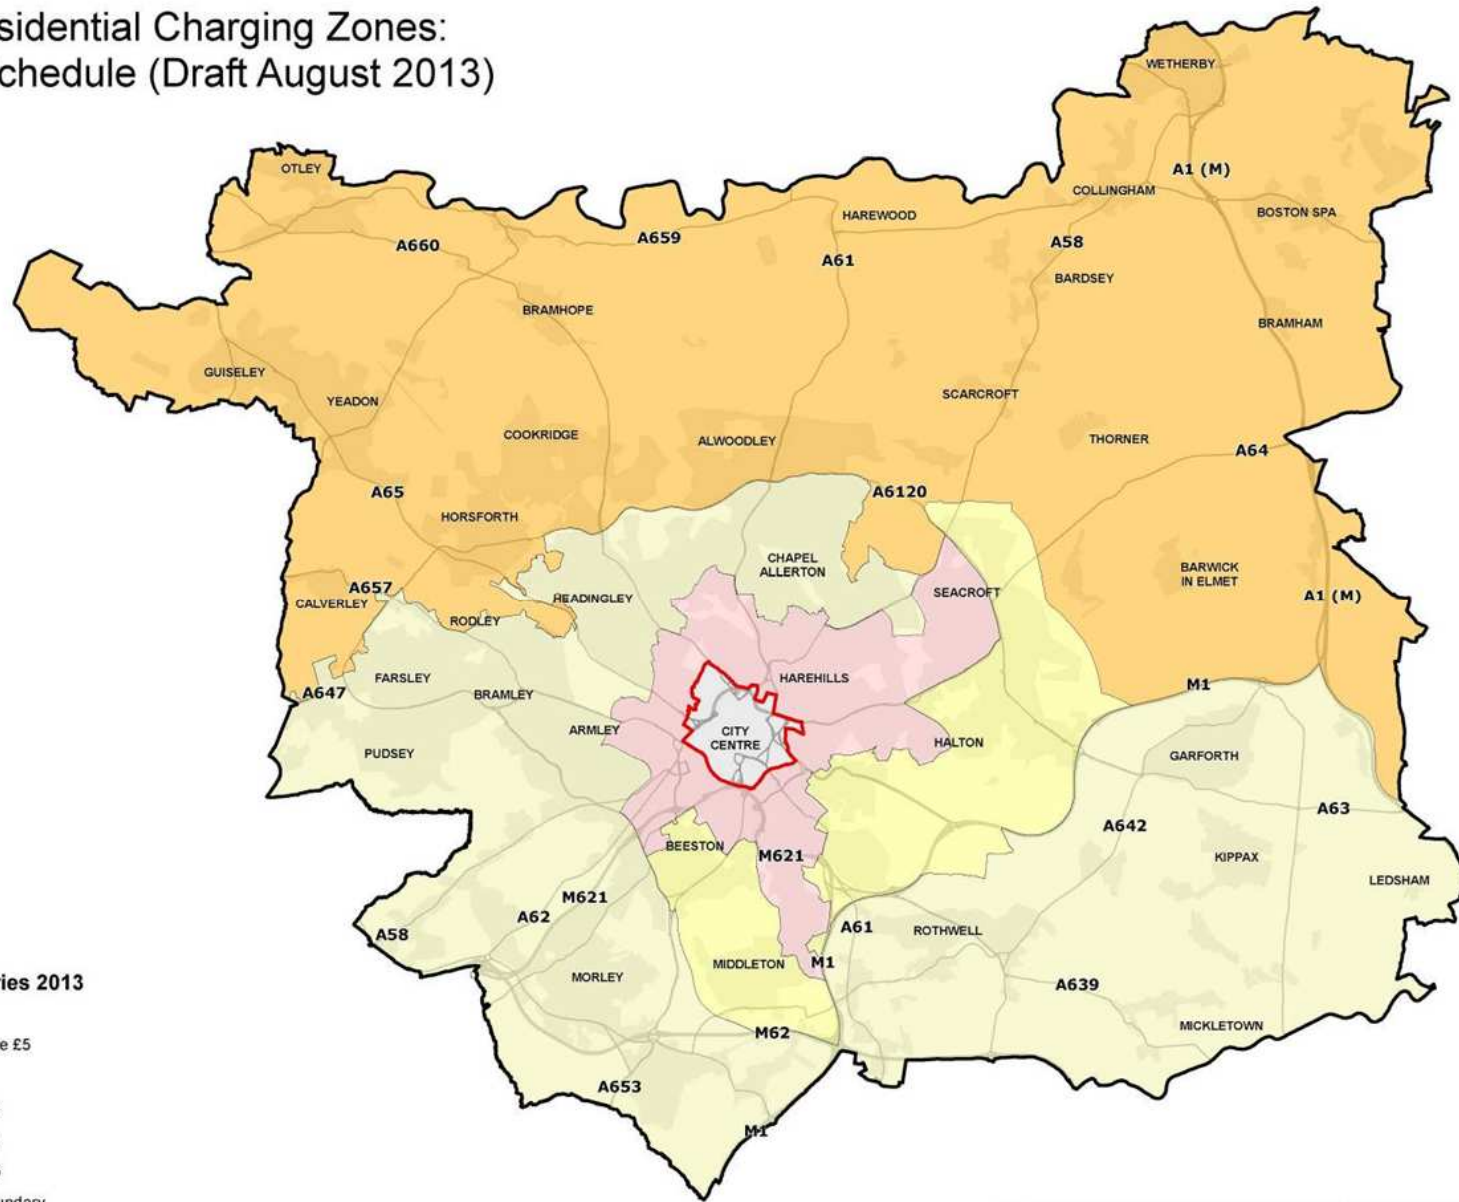 sidential Charging Zones:
chedule (Draft August 2013)
WETHERBY
OTLEY
A1 (M)
COLLINGHAM
BOSTON SPA
HAREWOOD
A660
A659
A58
A61
BARDSEY
BRAMHOPE
BRAMHAM
GUISELEY
SCARCROFT
YEADON
COOKRIDGE
ALWOODLEY
THORNER
A64
A65
A6120
HORSFORTH
CHAPEL
ALLERTON
BARWICK
IN ELMET
A657
SEACROFT
A1 (M)
HEADINGLEY
CALVERLEY
RODLEY
FARSLEY
HAREHILLS
M1
A647
BRAMLEY
ARMLEY
CITY
CENTRE
HALTON
PUDSEY
GARFORTH
A63
A642
BEESTON
M621
KIPPAX
LEDSHAM
M621
A62
A61
ROTHWELL
A58
MIDDLETON
M1
MORLEY
ies 2013
A639
MICKLETOWN
M62
e £5
A653
M1
undary